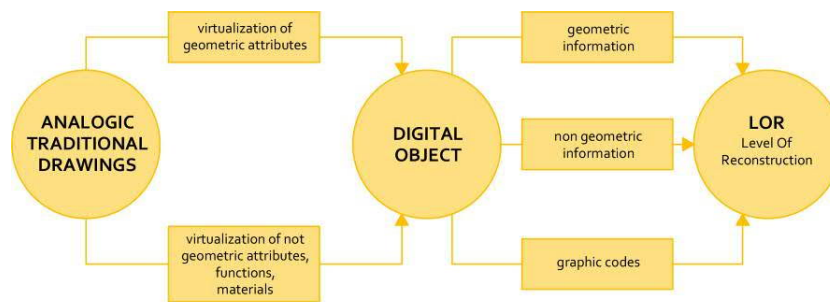 virtualization of
geometric attributes
geometric
information
ANALOGIC
TRADITIONAL
DRAWINGS
DIGITAL
OBJECT
non geometric
information
LOR
Level Of
Reconstruction
virtualization of not
geometric attributes,
functions,
materials
graphic codes